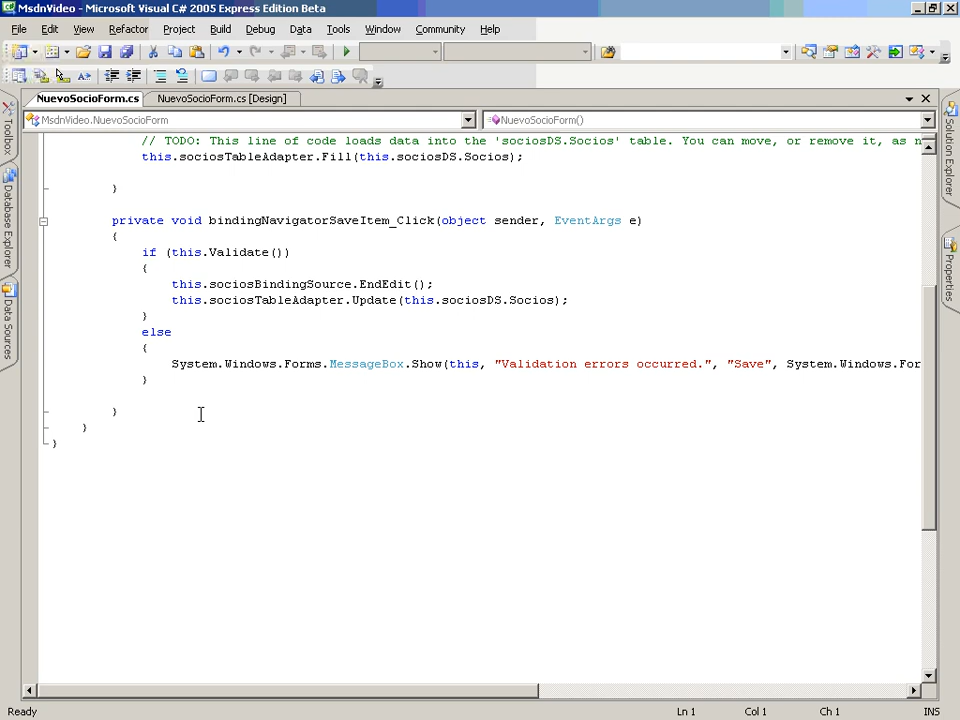 MsdnVideo - Microsoft Visual C# 2005 Express Edition Beta
File Edit View Refactor Project Build Debug Data Tools Window Community Help
NuevoSocioForm.cs NuevoSocioForm.cs [Design]
MsdnVideo.NuevoSocioForm NuevoSocioForm()
// TODO: This line of code loads data into the 'sociosDS.Socios' table. You can move, or remove it, as n
this.sociosTableAdapter.Fill(this.sociosDS.Socios);
}
private void bindingNavigatorSaveItem_Click(object sender, EventArgs e)
{
if (this.Validate())
{
this.sociosBindingSource.EndEdit();
this.sociosTableAdapter.Update(this.sociosDS.Socios);
}
else
{
System.Windows.Forms.MessageBox.Show(this, "Validation errors occurred.", "Save", System.Windows.For
}
}
}
}
Toolbox
Database Explorer
Data Sources
Solution Explorer
Properties
Ready Ln 1 Col 1 Ch 1 INS